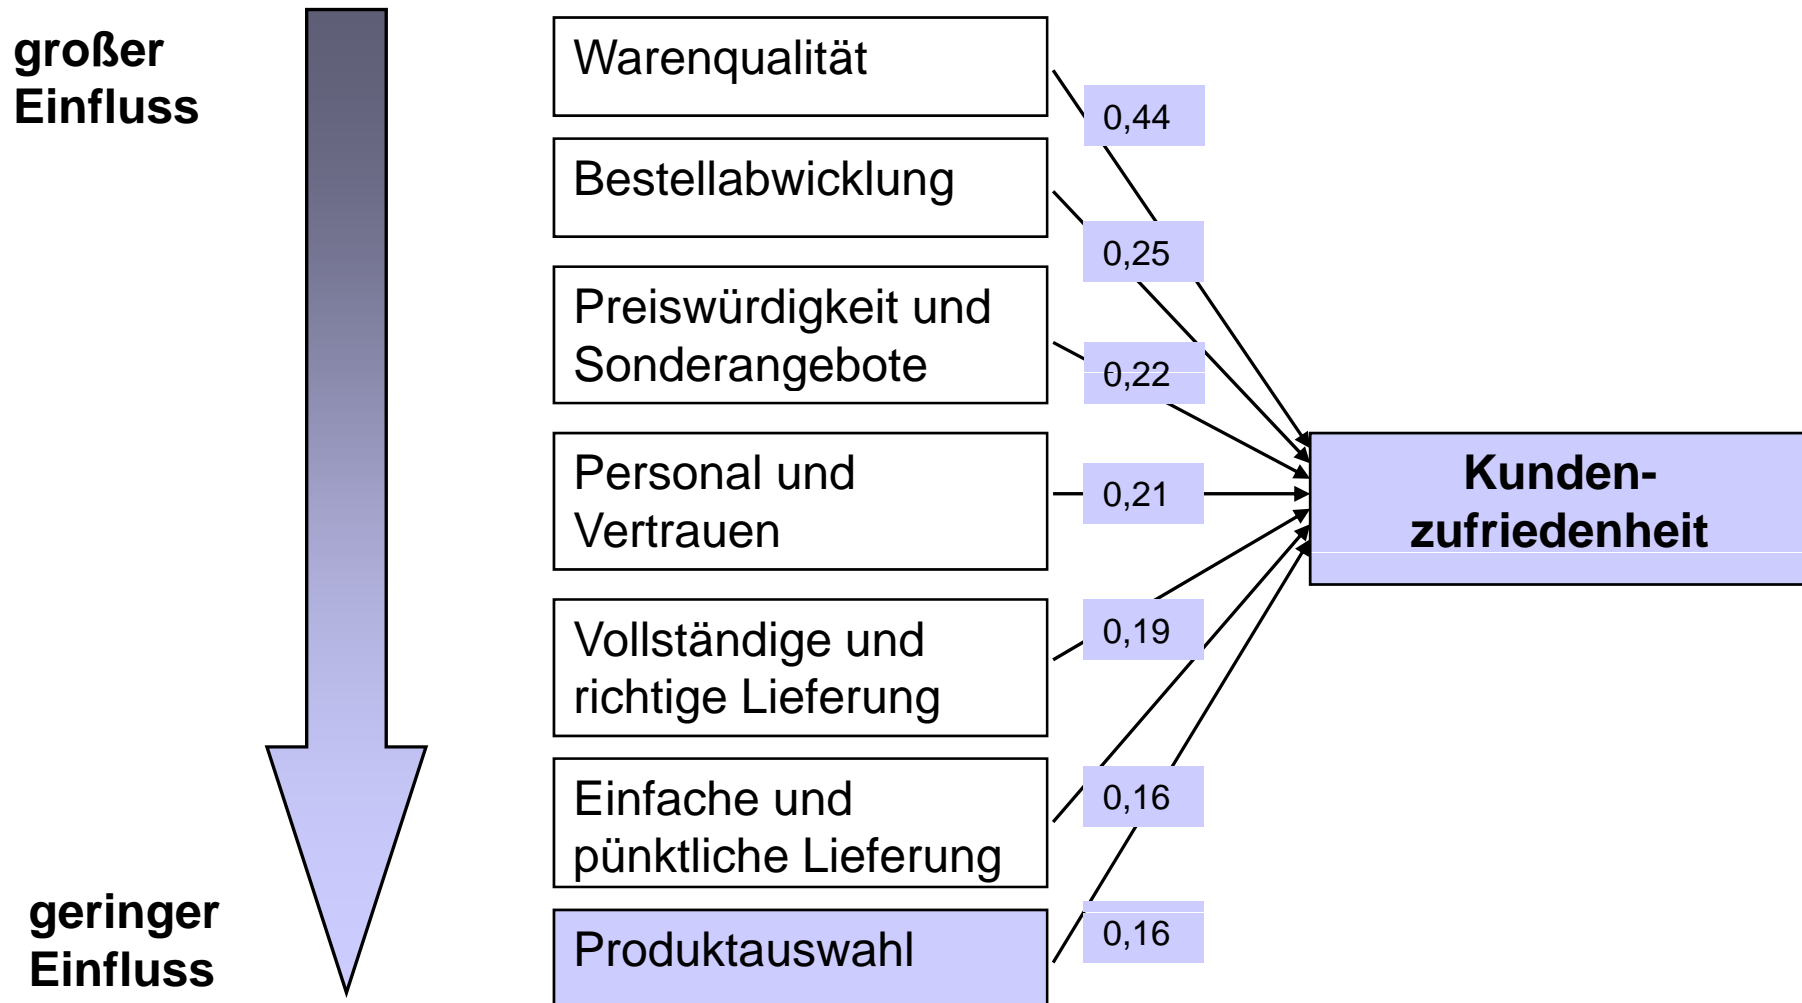 großer
Einfluss
Warenqualität
0,44
Bestellabwicklung
0,25
Preiswürdigkeit und
Sonderangebote
0,22
Personal und
Vertrauen
0,21
Kunden-
zufriedenheit
Vollständige und
richtige Lieferung
0,19
Einfache und
pünktliche Lieferung
0,16
geringer
Einfluss
Produktauswahl
0,16